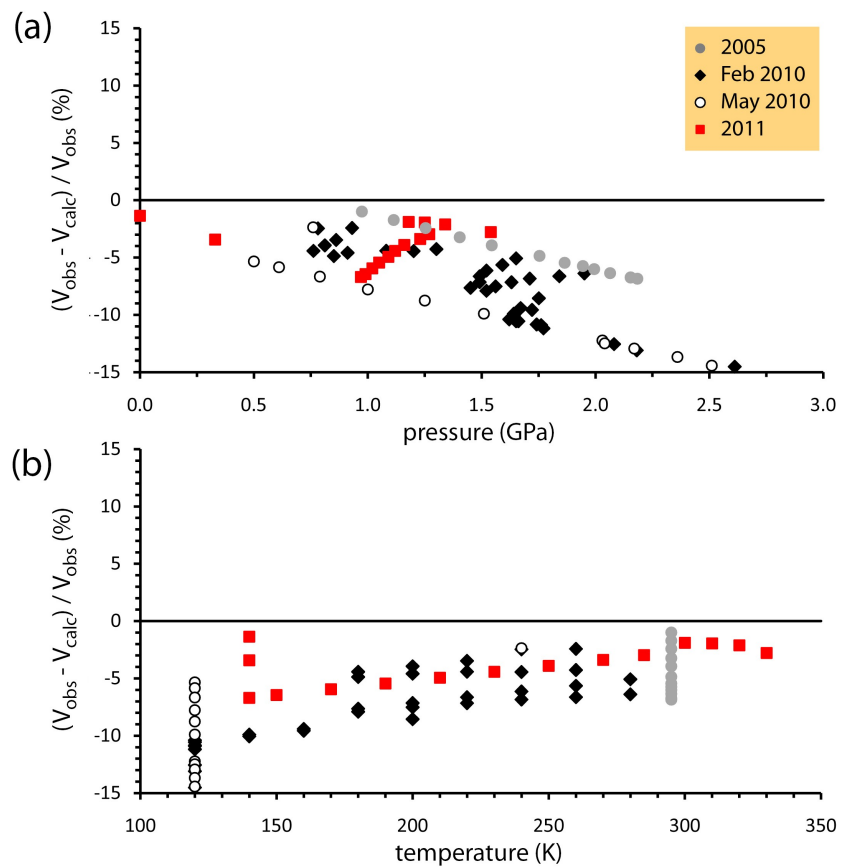 (a)
15
10
5
0
-5
-10
-15
(Vobs - Vcalc) / Vobs (%)
2005
Feb 2010
May 2010
2011
0.0 0.5 1.0 1.5 2.0 2.5 3.0
pressure (GPa)
(b)
15
10
5
0
-5
-10
-15
(Vobs - Vcalc) / Vobs (%)
100 150 200 250 300 350
temperature (K)